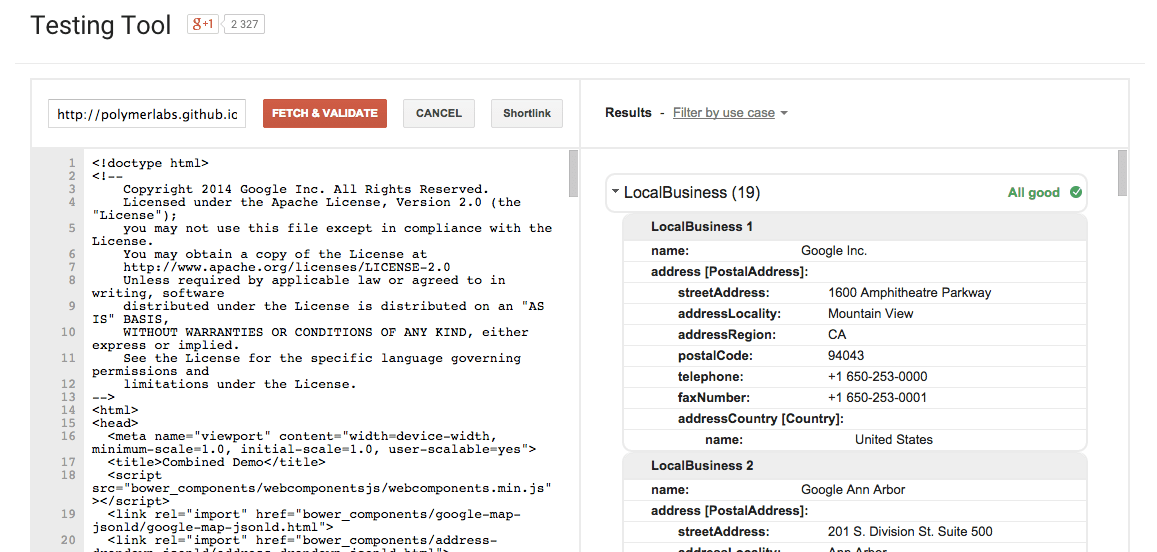 Testing Tool g+1 2 327
http://polymerlabs.github.ic FETCH & VALIDATE CANCEL Shortlink
1 <!doctype html>
2 <!--
3 Copyright 2014 Google Inc. All Rights Reserved.
4 Licensed under the Apache License, Version 2.0 (the
"License");
5 you may not use this file except in compliance with the
License.
6 You may obtain a copy of the License at
7 http://www.apache.org/licenses/LICENSE-2.0
8 Unless required by applicable law or agreed to in
writing, software
9 distributed under the License is distributed on an "AS
IS" BASIS,
10 WITHOUT WARRANTIES OR CONDITIONS OF ANY KIND, either
express or implied.
11 See the License for the specific language governing
permissions and
12 limitations under the License.
13 -->
14 <html>
15 <head>
16 <meta name="viewport" content="width=device-width,
minimum-scale=1.0, initial-scale=1.0, user-scalable=yes">
17 <title>Combined Demo</title>
18 <script
src="bower_components/webcomponentsjs/webcomponents.min.js"
></script>
19 <link rel="import" href="bower_components/google-map-
jsonld/google-map-jsonld.html">
20 <link rel="import" href="bower_components/address-
dropdown-jsonld/address-dropdown-jsonld.html">
Results - Filter by use case
LocalBusiness (19) All good
LocalBusiness 1
name: Google Inc.
address [PostalAddress]:
streetAddress: 1600 Amphitheatre Parkway
addressLocality: Mountain View
addressRegion: CA
postalCode: 94043
telephone: +1 650-253-0000
faxNumber: +1 650-253-0001
addressCountry [Country]:
name: United States
LocalBusiness 2
name: Google Ann Arbor
address [PostalAddress]:
streetAddress: 201 S. Division St. Suite 500
addressLocality: Ann Arbor